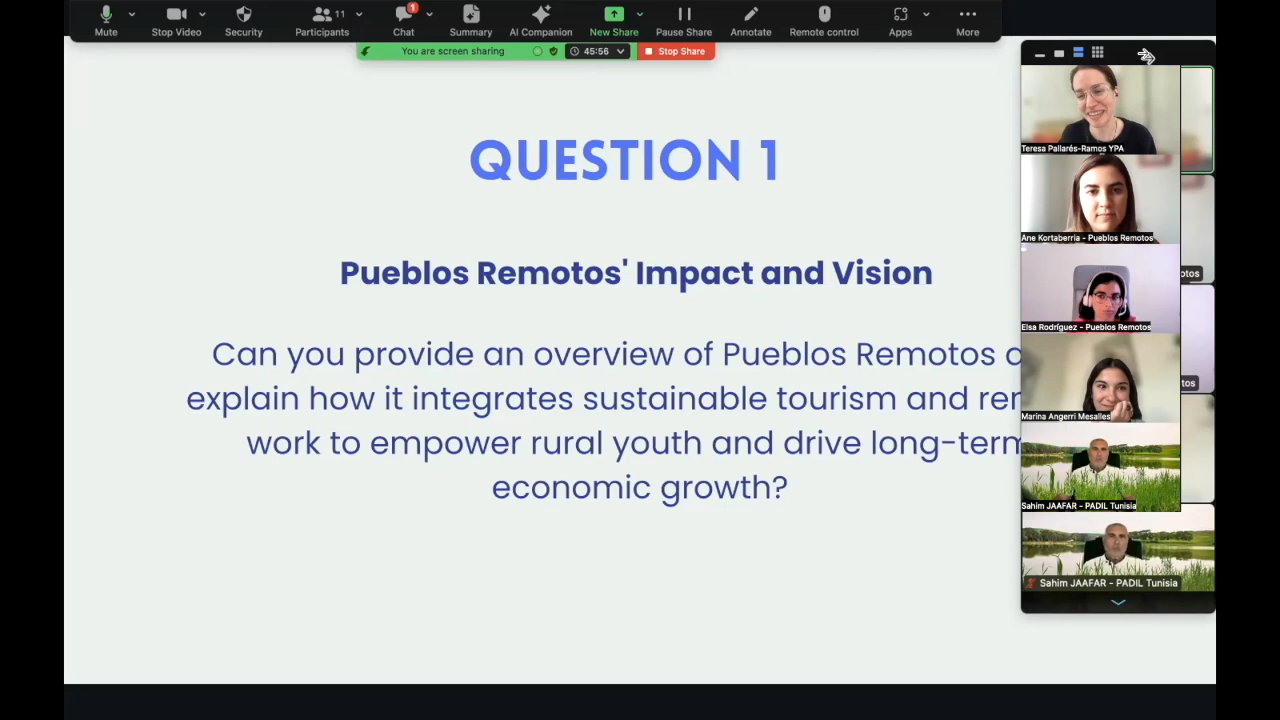 Mute
Stop Video
Security
Participants
11
Chat
1
Summary
AI Companion
New Share
Pause Share
Annotate
Remote control
Apps
More
You are screen sharing
45:56
Stop Share
QUESTION 1
Pueblos Remotos' Impact and Vision
Can you provide an overview of Pueblos Remotos
explain how it integrates sustainable tourism and
work to empower rural youth and drive long-term
economic growth?
Teresa Pallarés-Ramos YPA
Ane Kortaberria - Pueblos Remotos
Elsa Rodríguez - Pueblos Remotos
Marina Angerri Mesalles
Sahim JAAFAR - PADIL Tunisia
Sahim JAAFAR - PADIL Tunisia